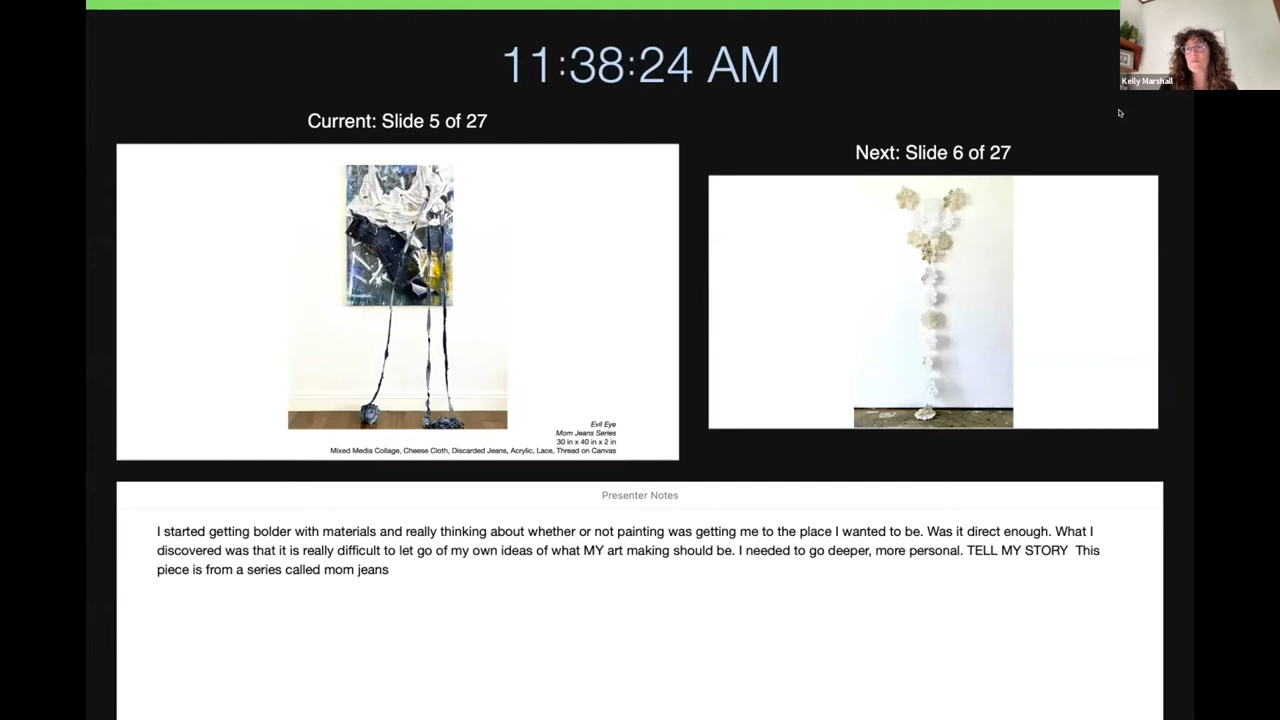 11:38:24 AM
Kelly Marshall
Current: Slide 5 of 27
Next: Slide 6 of 27
Evil Eye
Mom Jeans Series
30 in x 40 in x 2 in
Mixed Media Collage, Cheese Cloth, Discarded Jeans, Acrylic, Lace, Thread on Canvas
Presenter Notes
I started getting bolder with materials and really thinking about whether or not painting was getting me to the place I wanted to be. Was it direct enough. What I
discovered was that it is really difficult to let go of my own ideas of what MY art making should be. I needed to go deeper, more personal. TELL MY STORY  This
piece is from a series called mom jeans